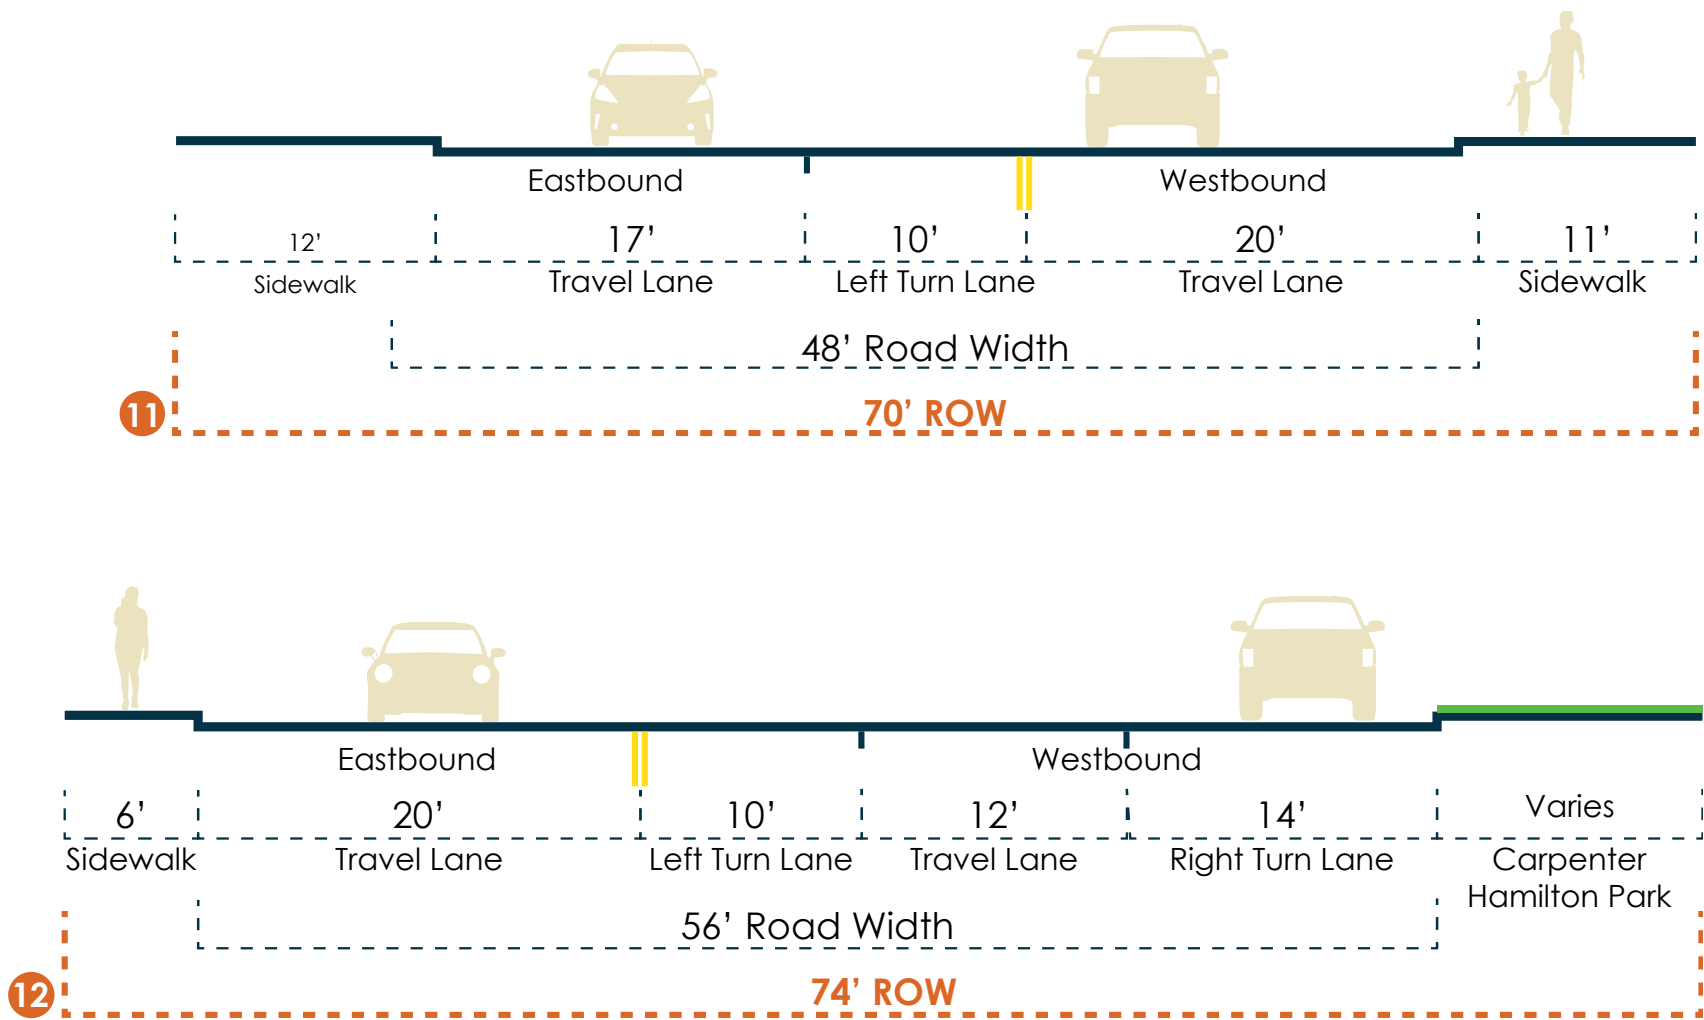 Eastbound Westbound
12’ 17’ 10’ 20’ 11’
Sidewalk Travel Lane Left Turn Lane Travel Lane Sidewalk
48’ Road Width
11 70’ ROW
Eastbound Westbound
6’ 20’ 10’ 12’ 14’ Varies
Sidewalk Travel Lane Left Turn Lane Travel Lane Right Turn Lane Carpenter
Hamilton Park
56’ Road Width
12 74’ ROW